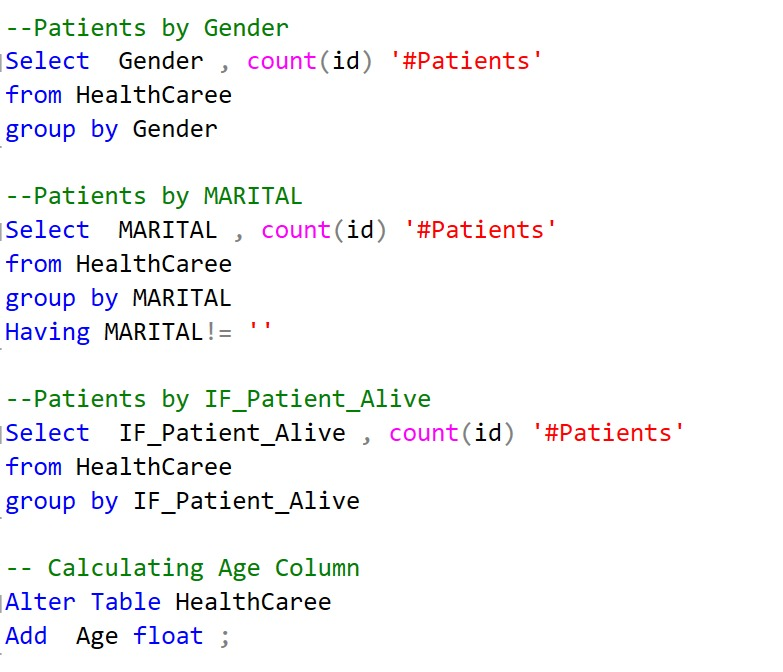 --Patients by Gender
Select  Gender , count(id) '#Patients'
from HealthCaree
group by Gender
--Patients by MARITAL
Select  MARITAL , count(id) '#Patients'
from HealthCaree
group by MARITAL
Having MARITAL!= ''
--Patients by IF_Patient_Alive
Select  IF_Patient_Alive , count(id) '#Patients'
from HealthCaree
group by IF_Patient_Alive
-- Calculating Age Column
Alter Table HealthCaree
Add  Age float ;